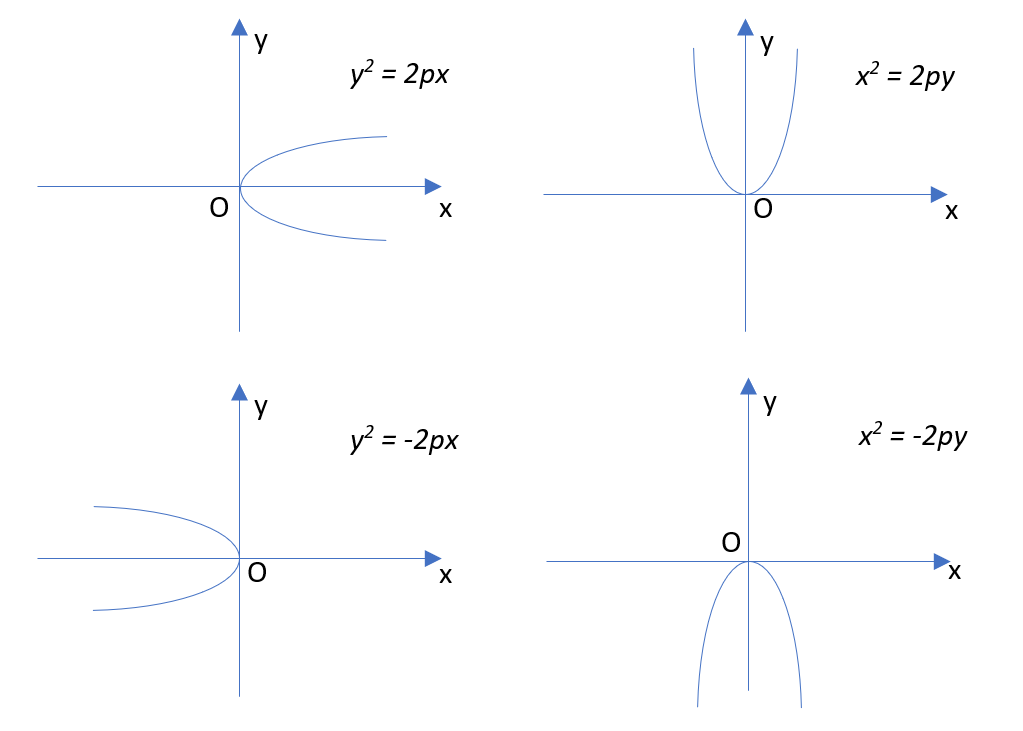 y
y² = 2px
O
x
y
x² = 2py
O
x
y
y² = -2px
O
x
y
x² = -2py
O
x